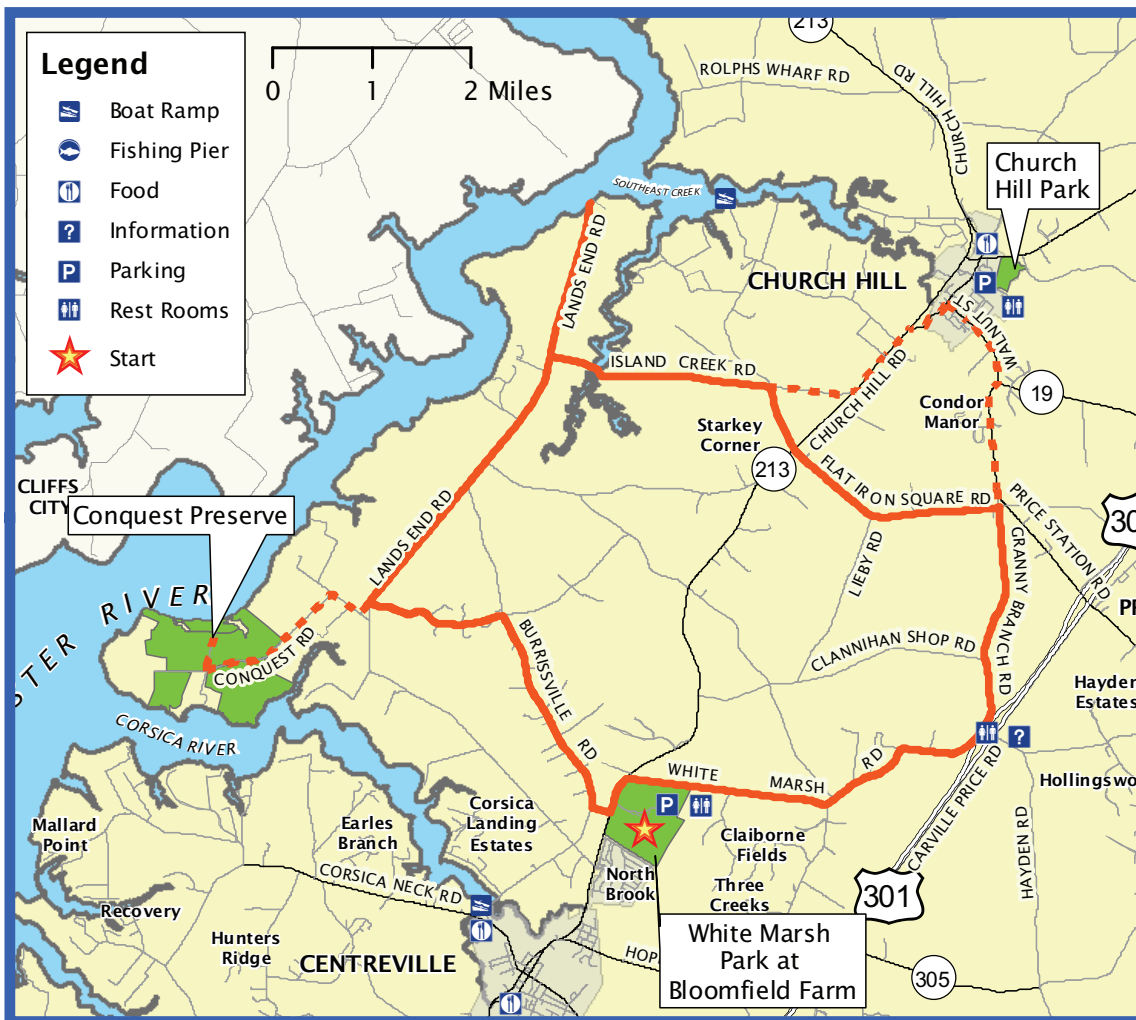 Legend
Boat Ramp
Fishing Pier
Food
Information
Parking
Rest Rooms
Start
0 1 2 Miles
213
ROLPHS WHARF RD
CHURCH HILL RD
Church
Hill Park
SOUTHEAST CREEK
LANDS END RD
CHURCH HILL
P
WALNUT ST
ISLAND CREEK RD
CHURCH HILL RD
19
Condor
Manor
Starkey
Corner
213
FLAT IRON SQUARE RD
PRICE STATION RD
30
CLIFFS
CITY
Conquest Preserve
LANDS END RD
LIEBY RD
GRANNY BRANCH RD
STER RIVER
CONQUEST RD
BURRISSVILLE RD
CLANNIHAN SHOP RD
Hayden
Estates
CORSICA RIVER
?
WHITE MARSH RD
CARVILLE PRICE RD
Hollingswo
HAYDEN RD
P
Mallard
Point
Earles
Branch
Corsica
Landing
Estates
Claiborne
Fields
North
Brook
Three
Creeks
301
CORSICA NECK RD
Recovery
Hunters
Ridge
CENTREVILLE
White Marsh
Park at
Bloomfield Farm
HOP
305